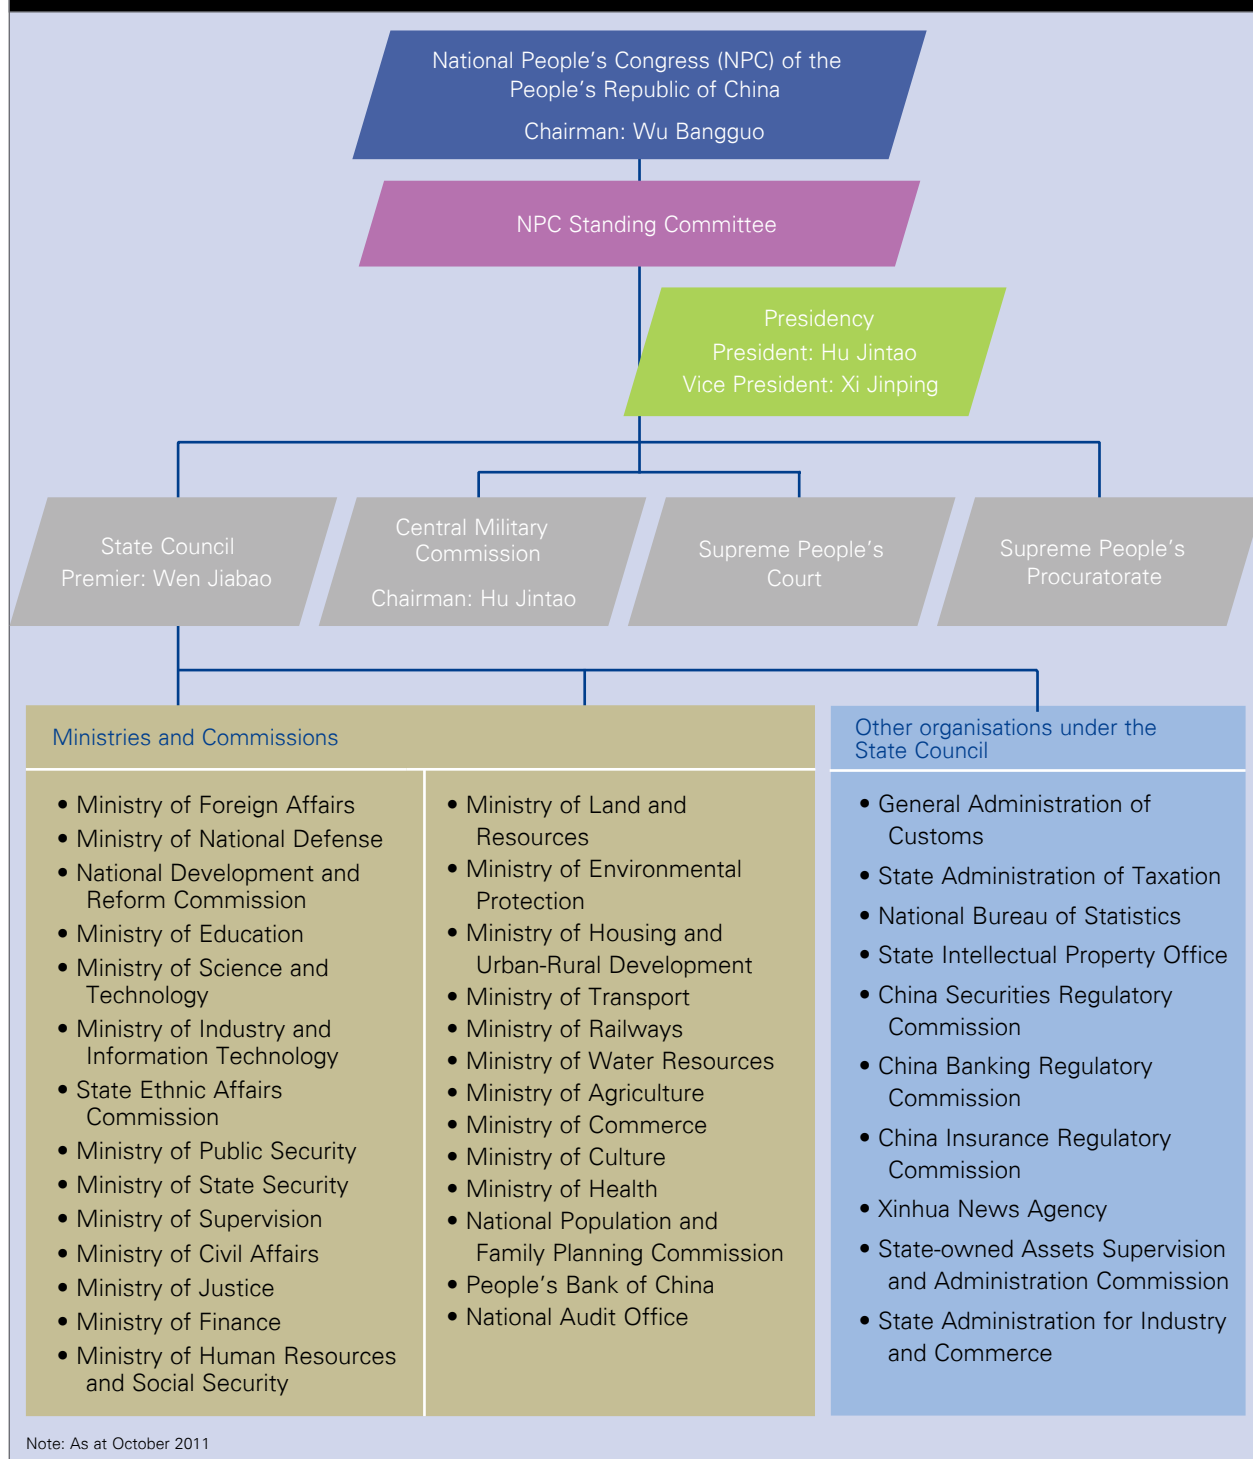 National People’s Congress (NPC) of the
People’s Republic of China
Chairman: Wu Bangguo
NPC Standing Committee
Presidency
President: Hu Jintao
Vice President: Xi Jinping
State Council
Premier: Wen Jiabao
Central Military
Commission
Chairman: Hu Jintao
Supreme People’s
Court
Supreme People’s
Procuratorate
Ministries and Commissions
• Ministry of Foreign Affairs
• Ministry of National Defense
• National Development and
Reform Commission
• Ministry of Education
• Ministry of Science and
Technology
• Ministry of Industry and
Information Technology
• State Ethnic Affairs
Commission
• Ministry of Public Security
• Ministry of State Security
• Ministry of Supervision
• Ministry of Civil Affairs
• Ministry of Justice
• Ministry of Finance
• Ministry of Human Resources
and Social Security
• Ministry of Land and
Resources
• Ministry of Environmental
Protection
• Ministry of Housing and
Urban-Rural Development
• Ministry of Transport
• Ministry of Railways
• Ministry of Water Resources
• Ministry of Agriculture
• Ministry of Commerce
• Ministry of Culture
• Ministry of Health
• National Population and
Family Planning Commission
• People’s Bank of China
• National Audit Office
Other organisations under the
State Council
• General Administration of
Customs
• State Administration of Taxation
• National Bureau of Statistics
• State Intellectual Property Office
• China Securities Regulatory
Commission
• China Banking Regulatory
Commission
• China Insurance Regulatory
Commission
• Xinhua News Agency
• State-owned Assets Supervision
and Administration Commission
• State Administration for Industry
and Commerce
Note: As at October 2011